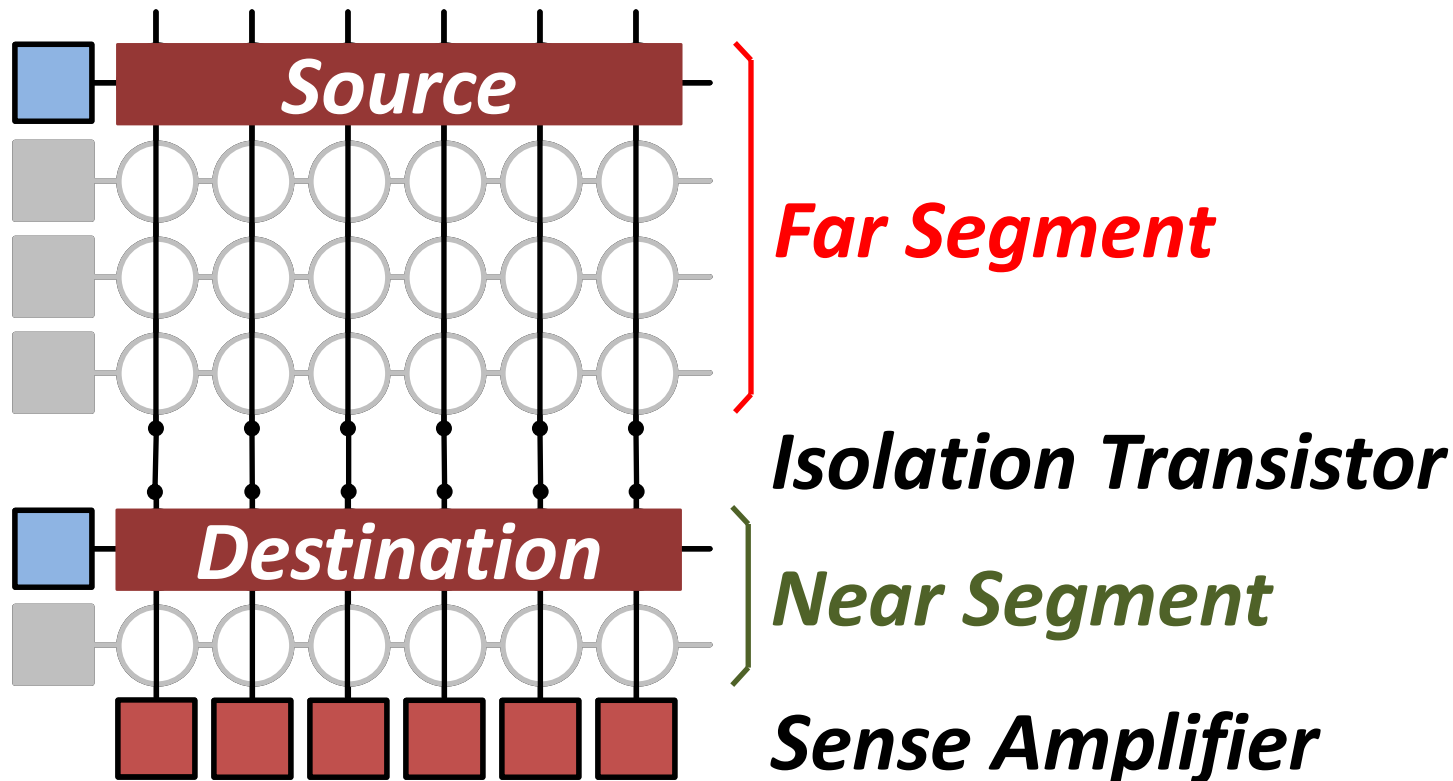 Source
Far Segment
Isolation Transistor
Destination
Near Segment
Sense Amplifier